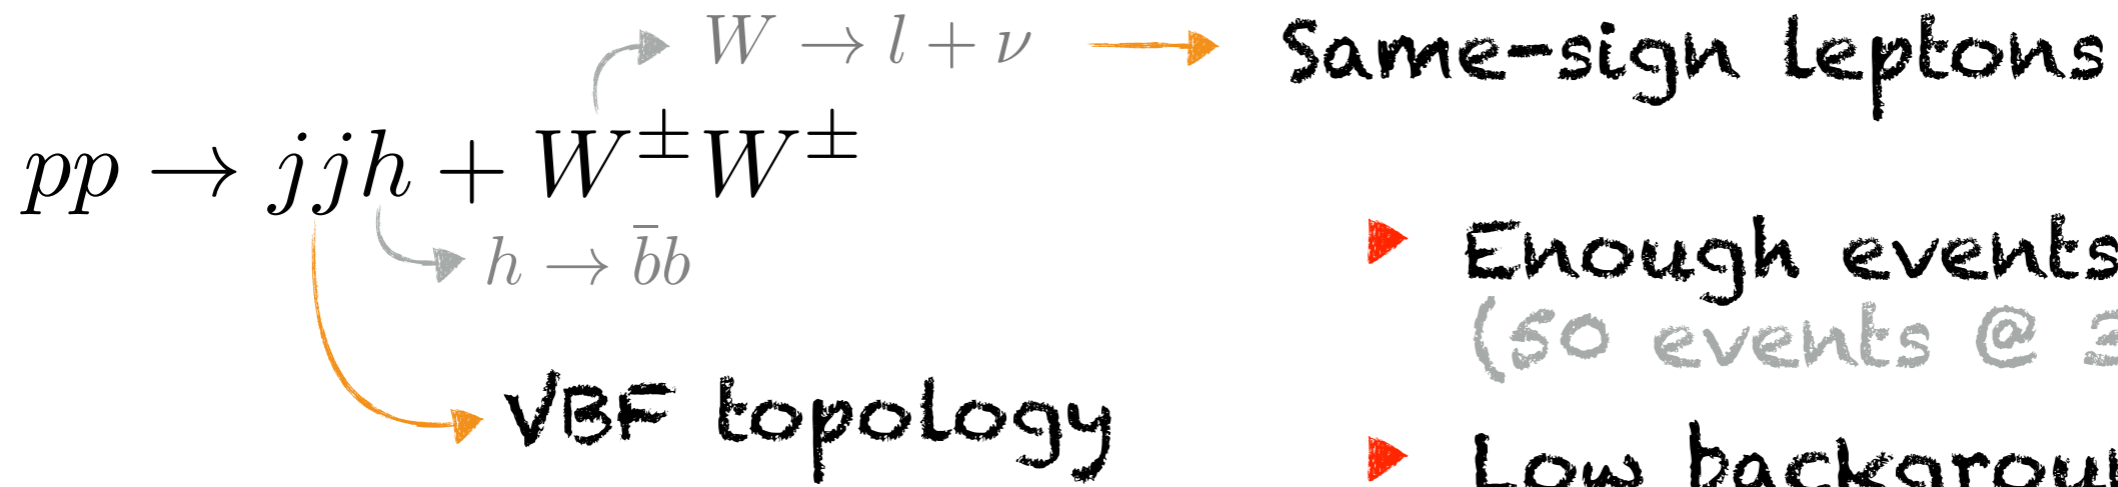 W → l + ν Same-sign leptons
pp → jjh + W^± W^±
h → b̄b
VBF topology
Enough events
(50 events @
Low